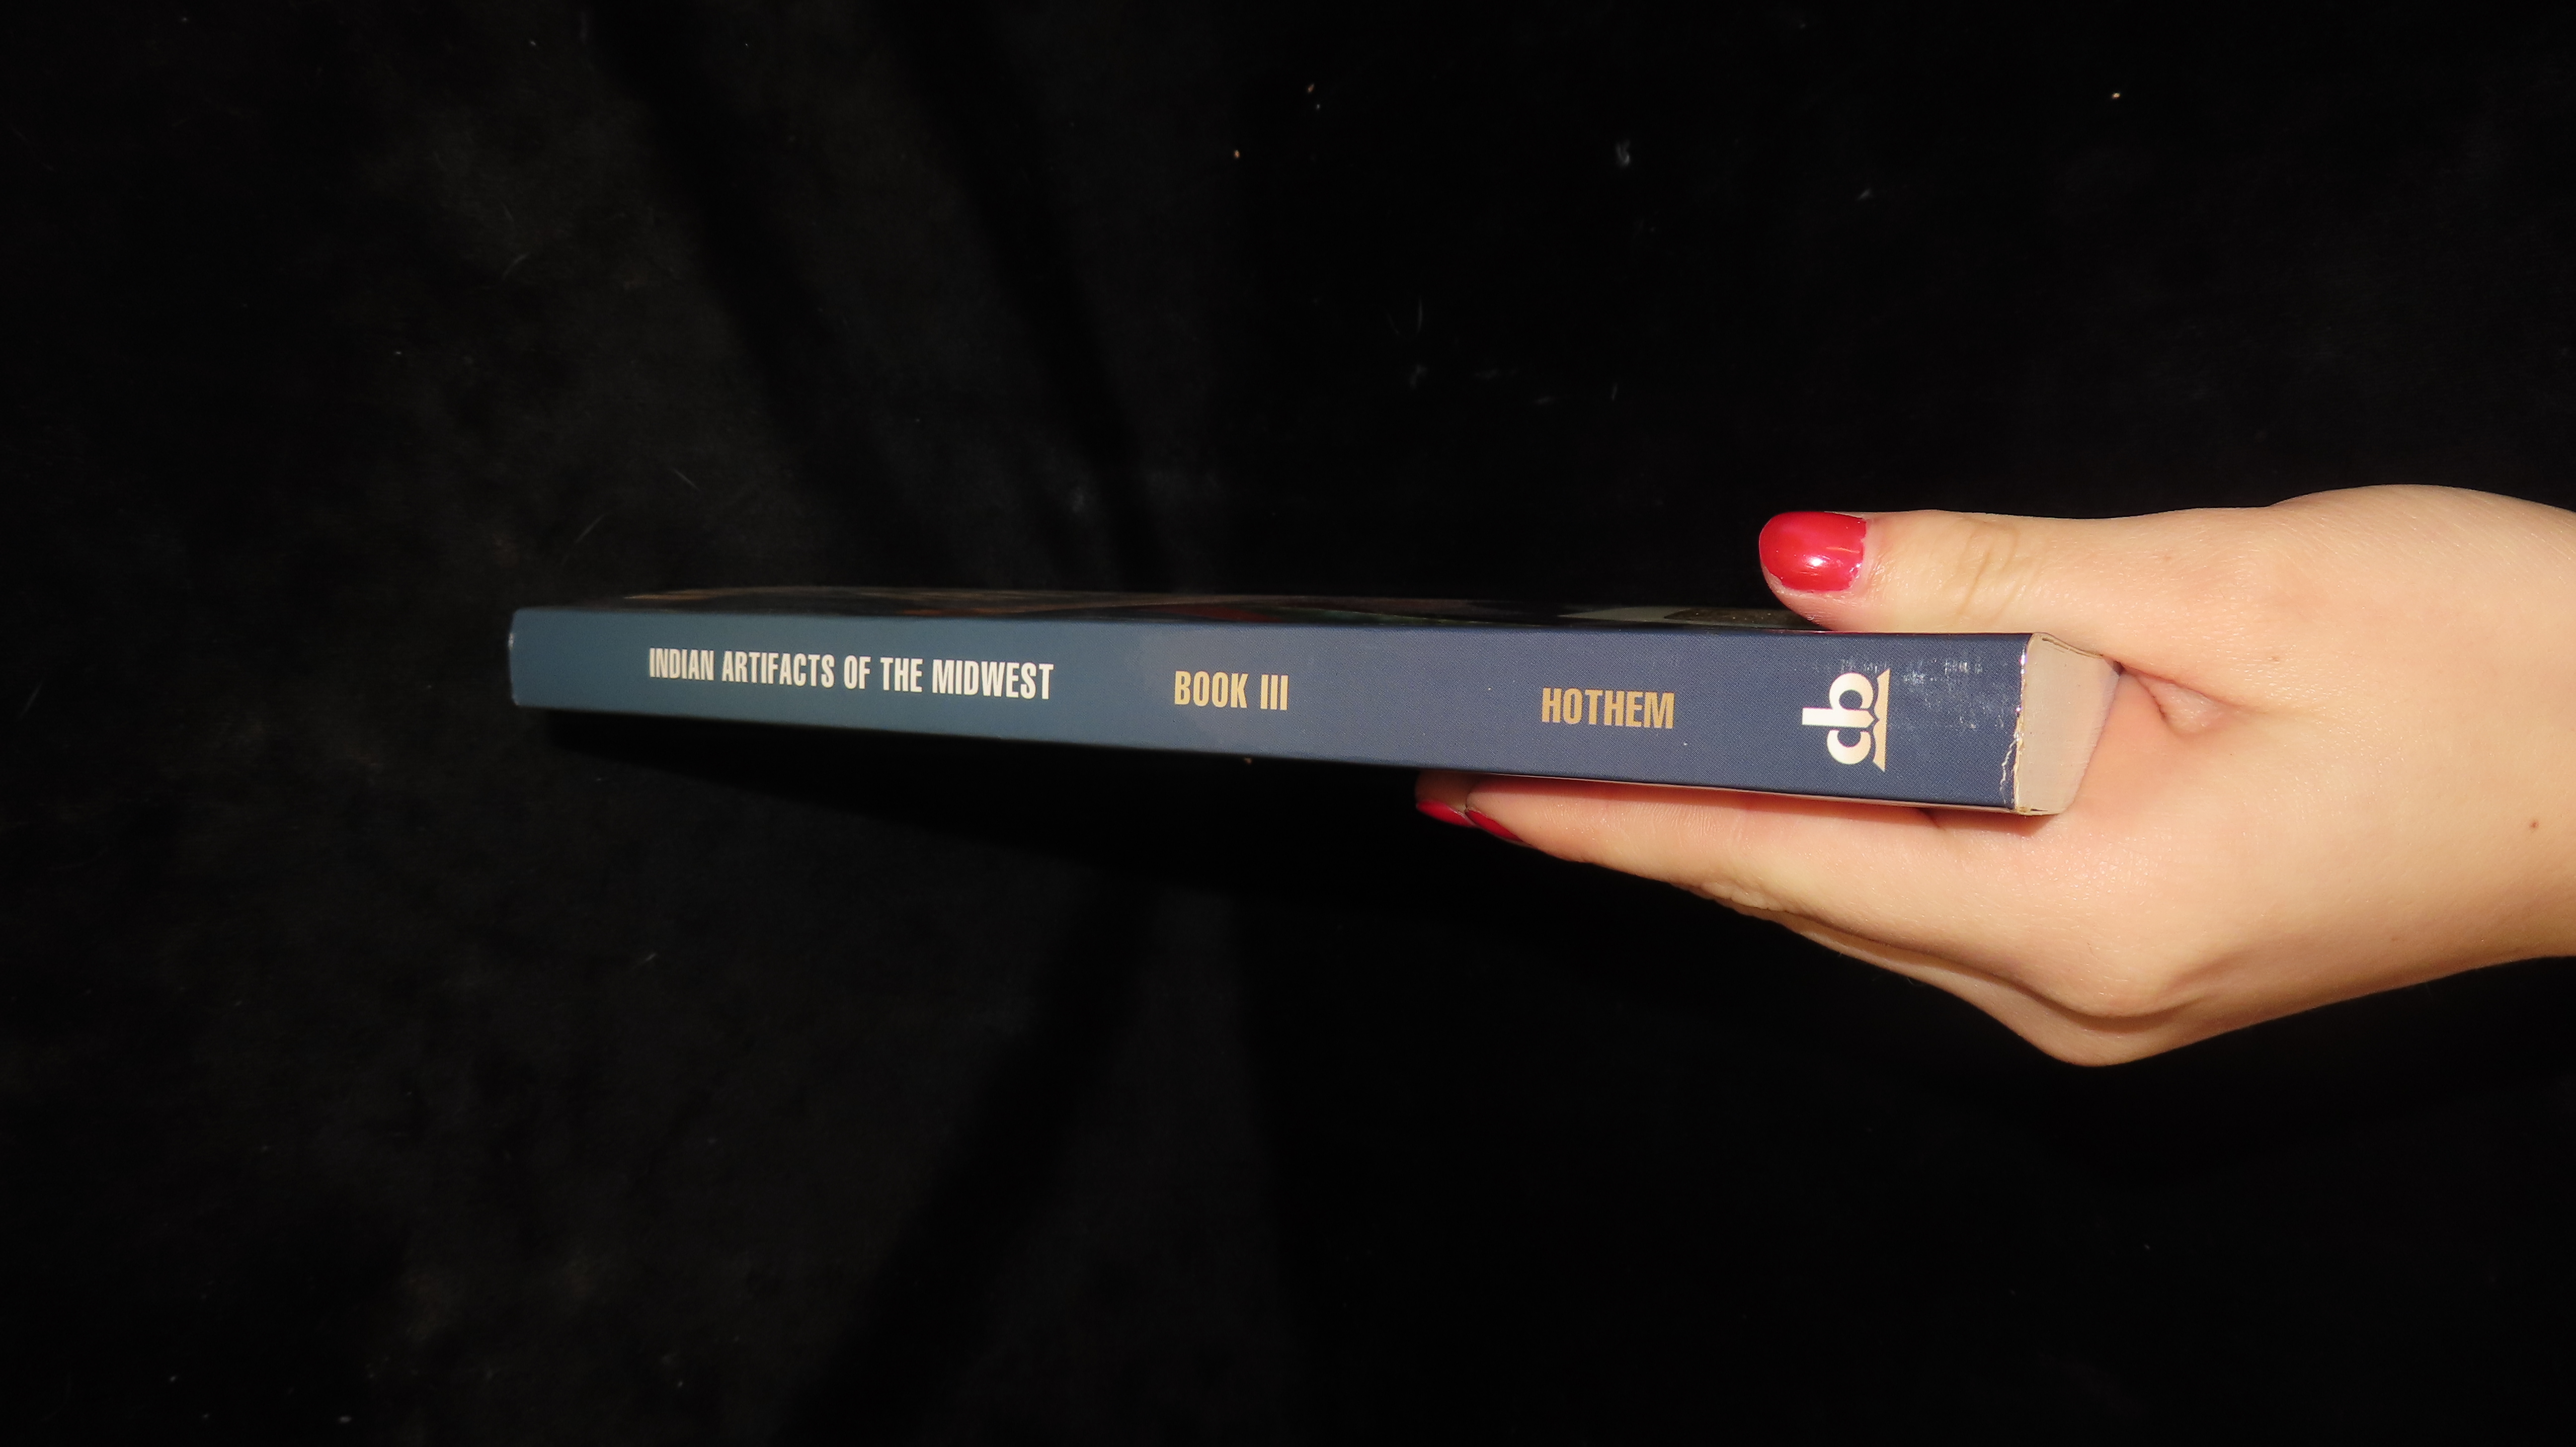 INDIAN ARTIFACTS OF THE MIDWEST BOOK III HOTHEM
cb